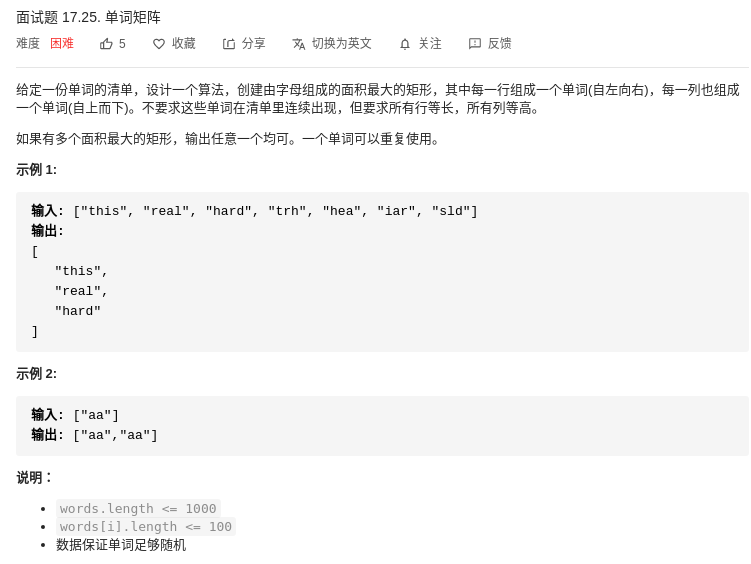 面试题 17.25. 单词矩阵
难度 困难 5 收藏 分享 切换为英文 关注 反馈
给定一份单词的清单，设计一个算法，创建由字母组成的面积最大的矩形，其中每一行组成一个单词(自左向右)，每一列也组成
一个单词(自上而下)。不要求这些单词在清单里连续出现，但要求所有行等长，所有列等高。
如果有多个面积最大的矩形，输出任意一个均可。一个单词可以重复使用。
示例 1:
输入: ["this", "real", "hard", "trh", "hea", "iar", "sld"]
输出:
[
"this",
"real",
"hard"
]
示例 2:
输入: ["aa"]
输出: ["aa","aa"]
说明：
• words.length <= 1000
• words[i].length <= 100
• 数据保证单词足够随机